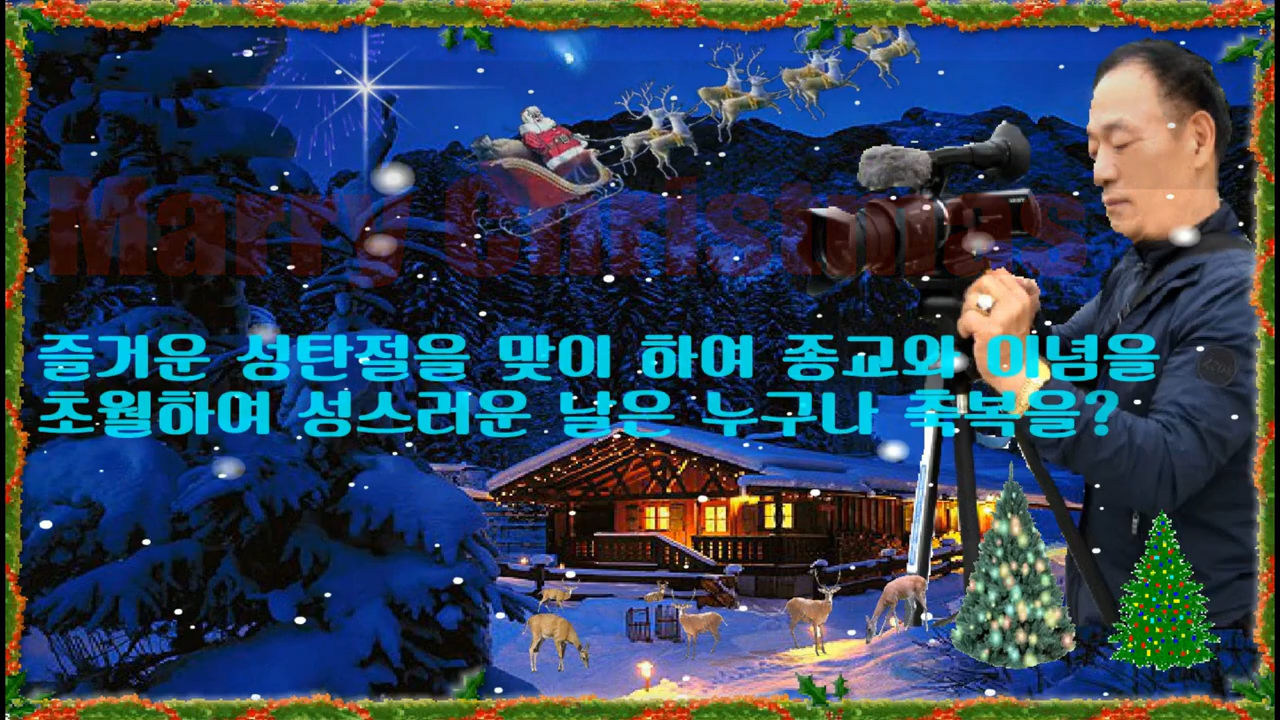 Marry Christmas
즐거운 성탄절을 맞이 하여 종교와 이념을
초월하여 성스러운 날은 누구나 축복을?